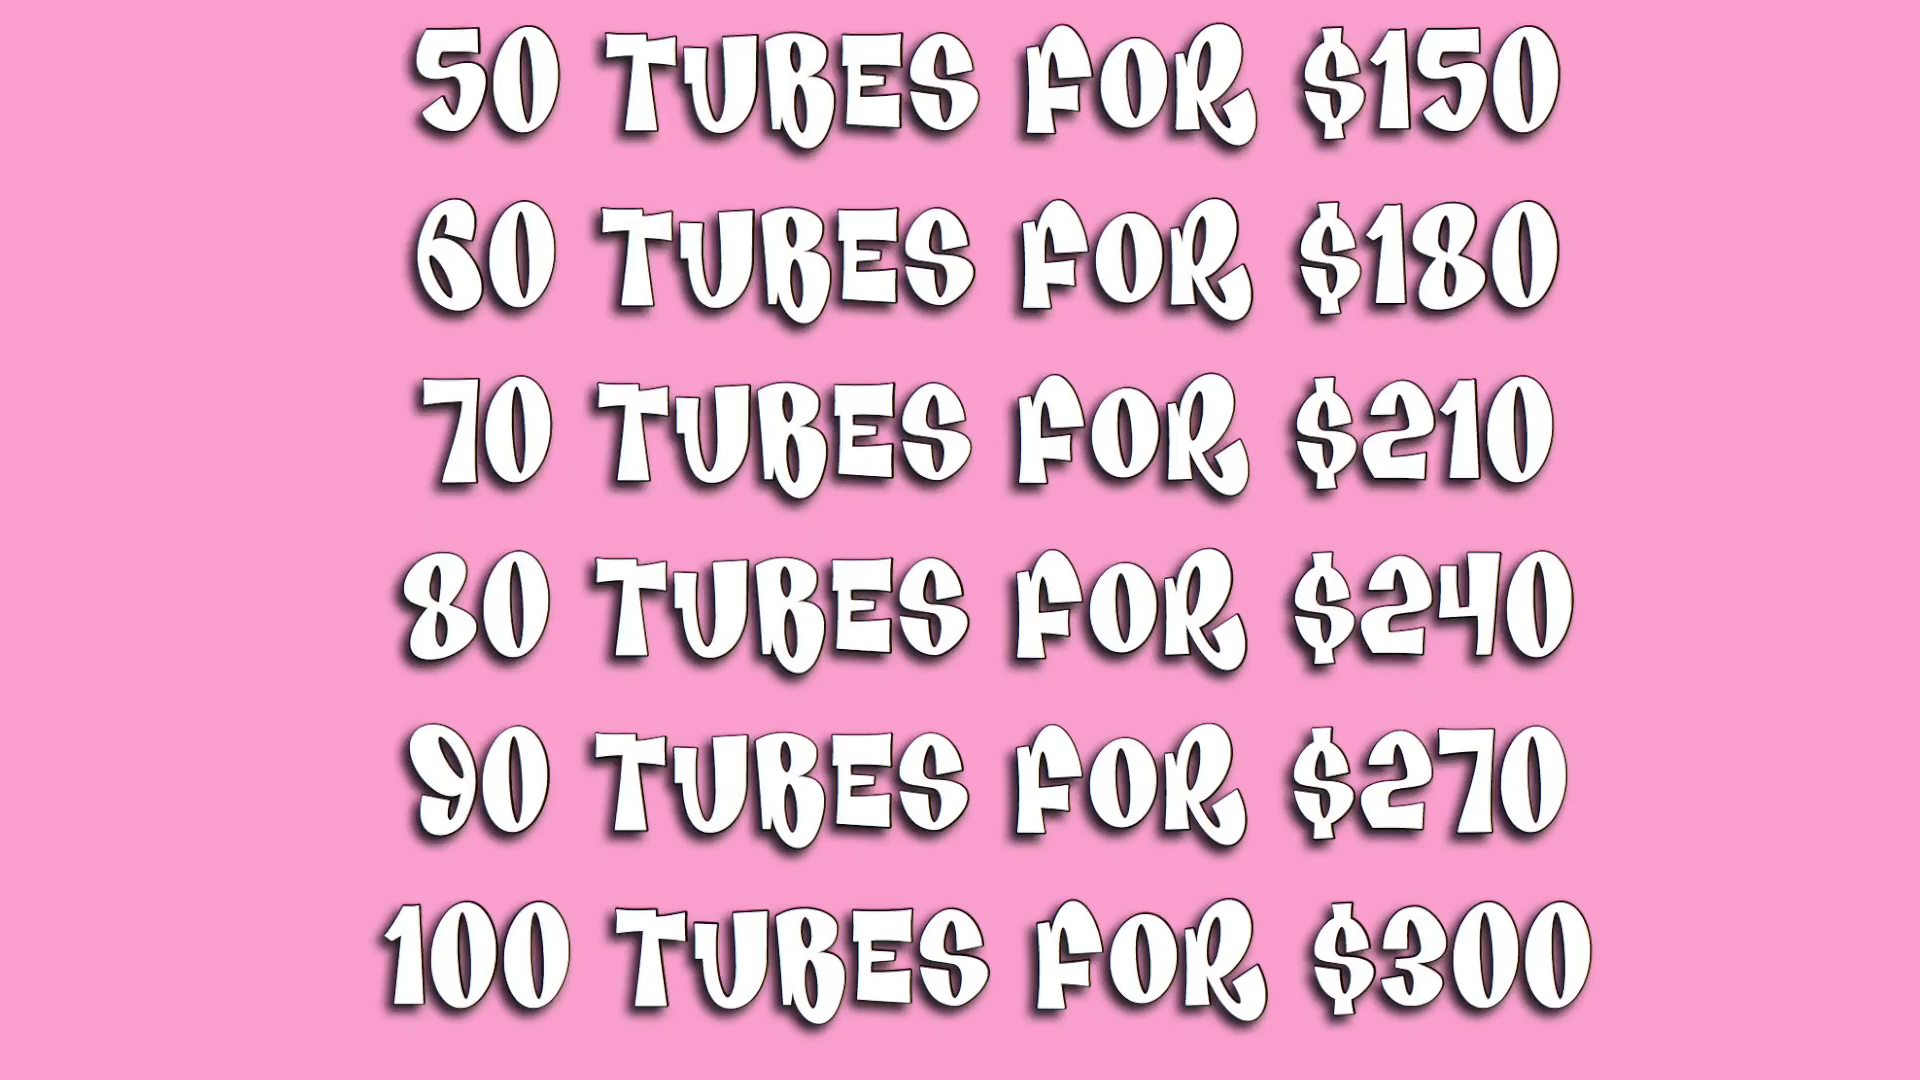 50 TUBES FOR $150
60 TUBES FOR $180
70 TUBES FOR $210
80 TUBES FOR $240
90 TUBES FOR $270
100 TUBES FOR $300